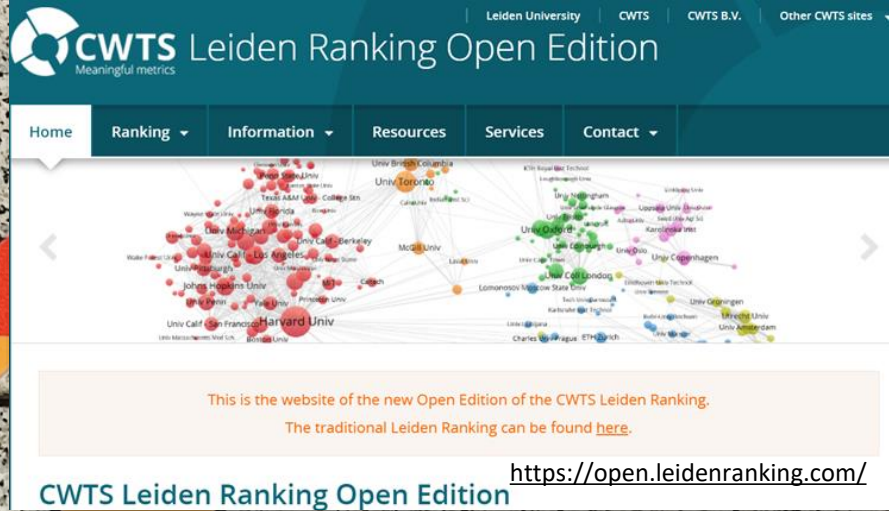 Leiden University
CWTS
CWTS B.V.
Other CWTS sites
CWTS Leiden Ranking Open Edition
Meaningful metrics
Home
Ranking
Information
Resources
Services
Contact
Penn State Univ
Texas A&M Univ - College Stn
Univ Florida
Univ Michigan
Univ Calif - Berkeley
Univ Calif - Los Angeles
Univ Pittsburgh
Johns Hopkins Univ
MIT
Caltech
Univ Penn
Yale Univ
Princeton Univ
Univ Calif - San Francisco
Harvard Univ
Boston Univ
Univ British Columbia
Univ Toronto
McGill Univ
Univ Nottingham
Univ Oxford
Univ Edinburgh
Univ Coll London
Lomonosov Moscow State Univ
Charles Univ Prague
ETH Zurich
Uppsala Univ
Karolinska Inst
Univ Oslo
Univ Copenhagen
Univ Groningen
Utrecht Univ
Univ Amsterdam
This is the website of the new Open Edition of the CWTS Leiden Ranking.
The traditional Leiden Ranking can be found here.
https://open.leidenranking.com/
CWTS Leiden Ranking Open Edition